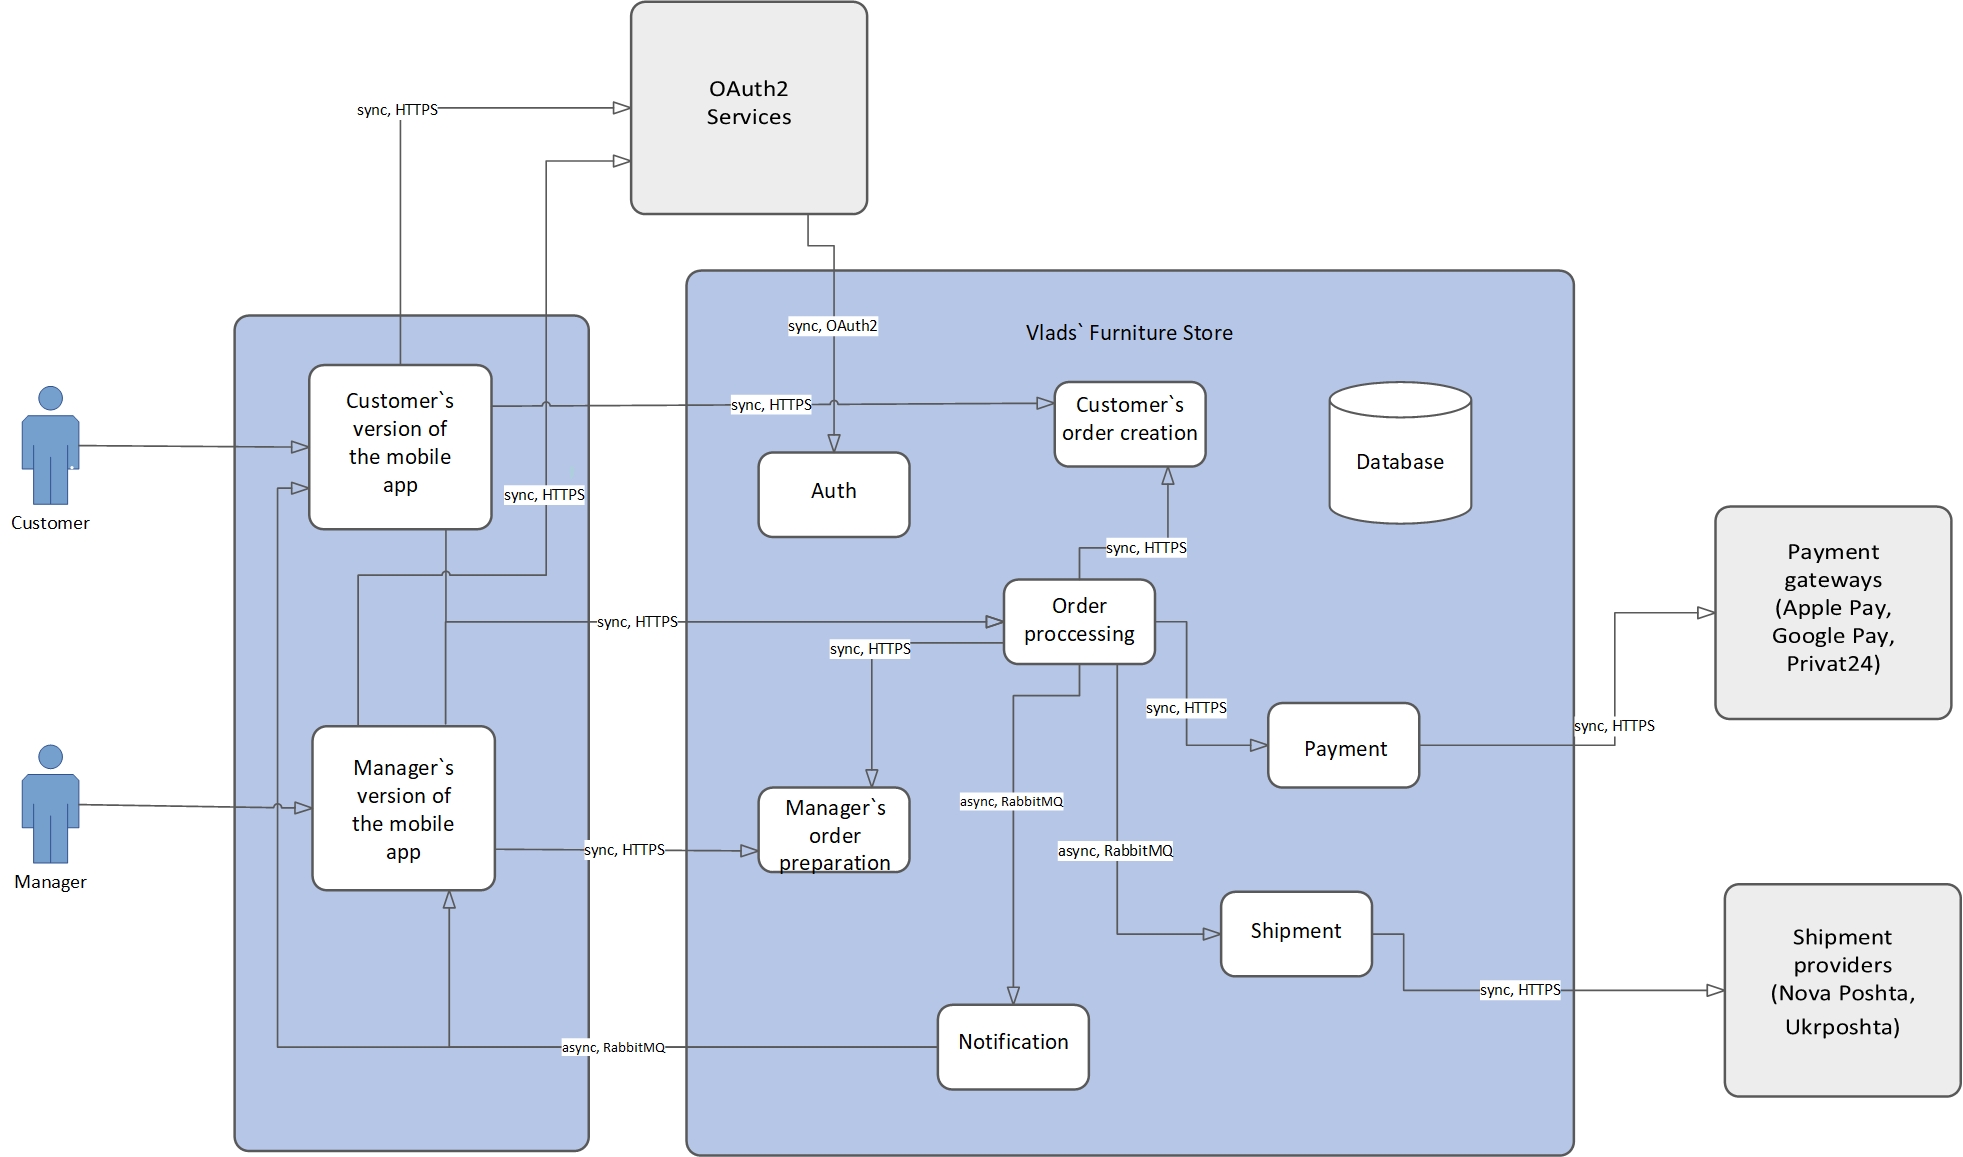 OAuth2
Services
sync, HTTPS
sync, OAuth2
Vlads` Furniture Store
Customer`s
version of
the mobile
app
sync, HTTPS
Customer`s
order creation
Database
Auth
sync, HTTPS
Customer
sync, HTTPS
Payment
gateways
(Apple Pay,
Google Pay,
Privat24)
Order
proccessing
sync, HTTPS
sync, HTTPS
sync, HTTPS
sync, HTTPS
Payment
Manager`s
version of
the mobile
app
Manager`s
order
preparation
async, RabbitMQ
sync, HTTPS
async, RabbitMQ
Manager
Shipment
Shipment
providers
(Nova Poshta,
Ukrposhta)
sync, HTTPS
Notification
async, RabbitMQ